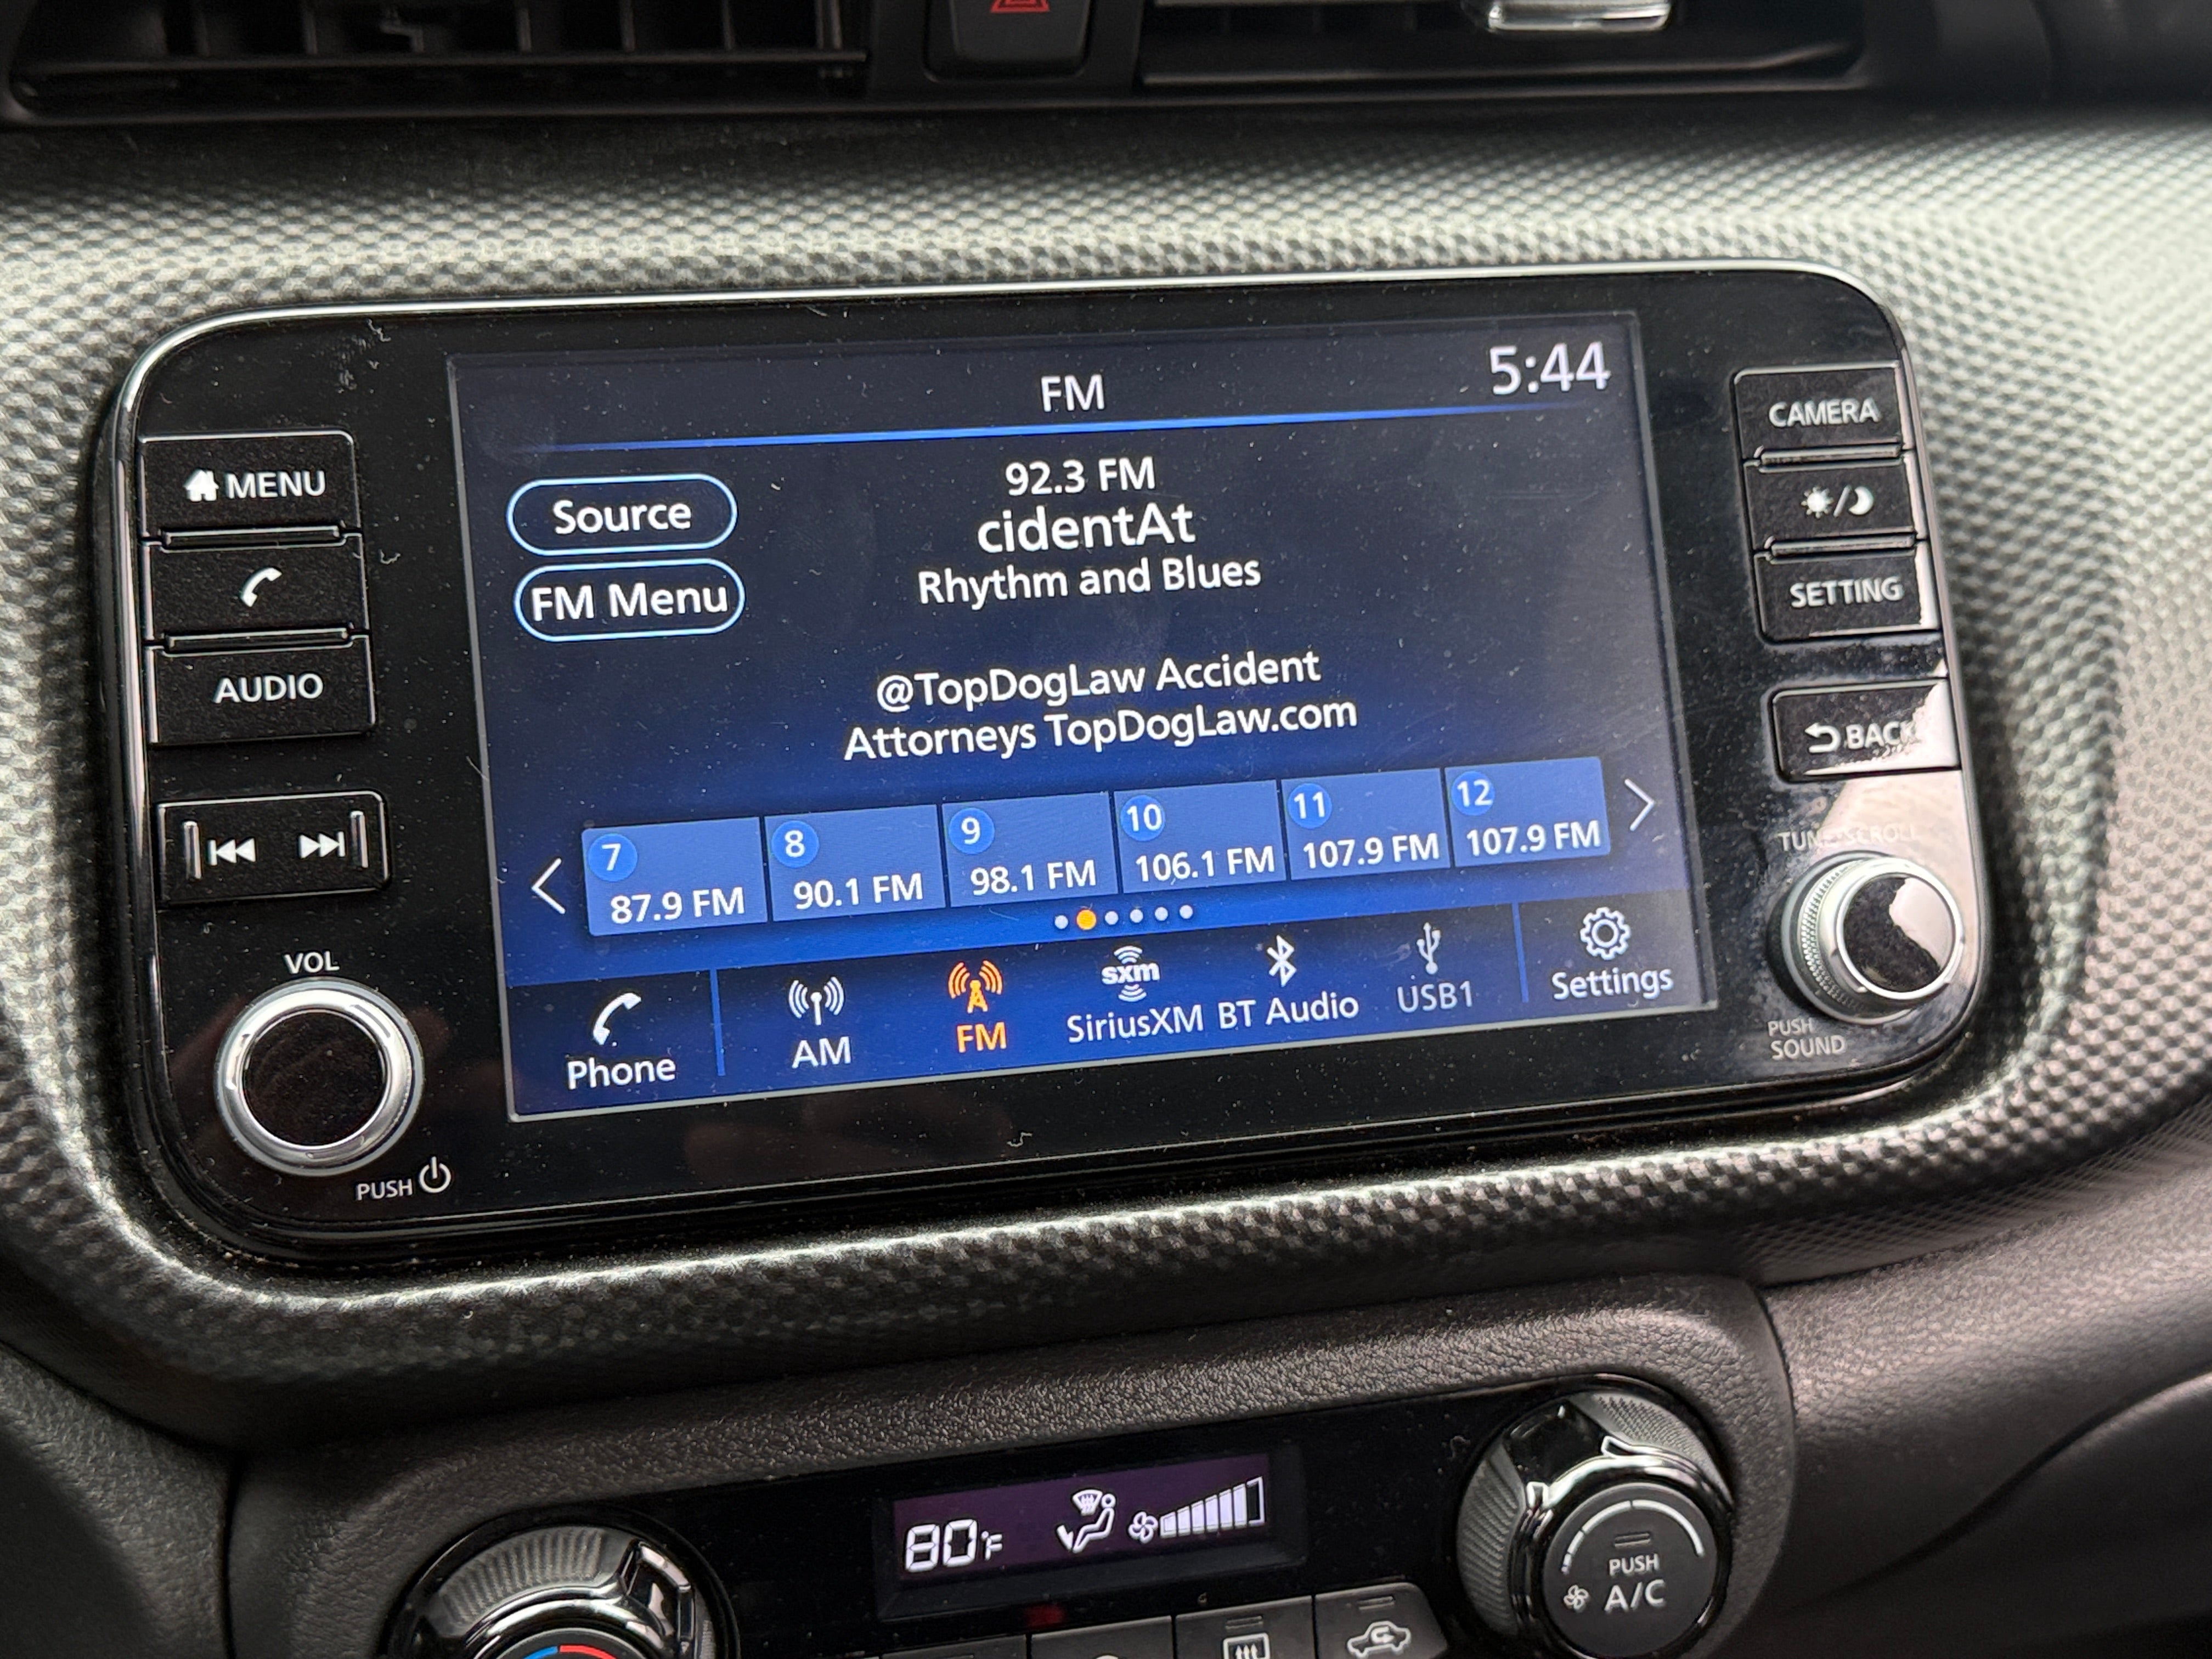 FM
5:44
CAMERA
MENU
Source
92.3 FM
cidentAt
Rhythm and Blues
FM Menu
SETTING
AUDIO
@TopDogLaw Accident
Attorneys TopDogLaw.com
BACK
7
8
9
10
11
12
87.9 FM
90.1 FM
98.1 FM
106.1 FM
107.9 FM
107.9 FM
TUNE/SCROLL
VOL
Phone
AM
FM
sxm
SiriusXM
BT Audio
USB1
Settings
PUSH
SOUND
PUSH
80°F
PUSH
A/C